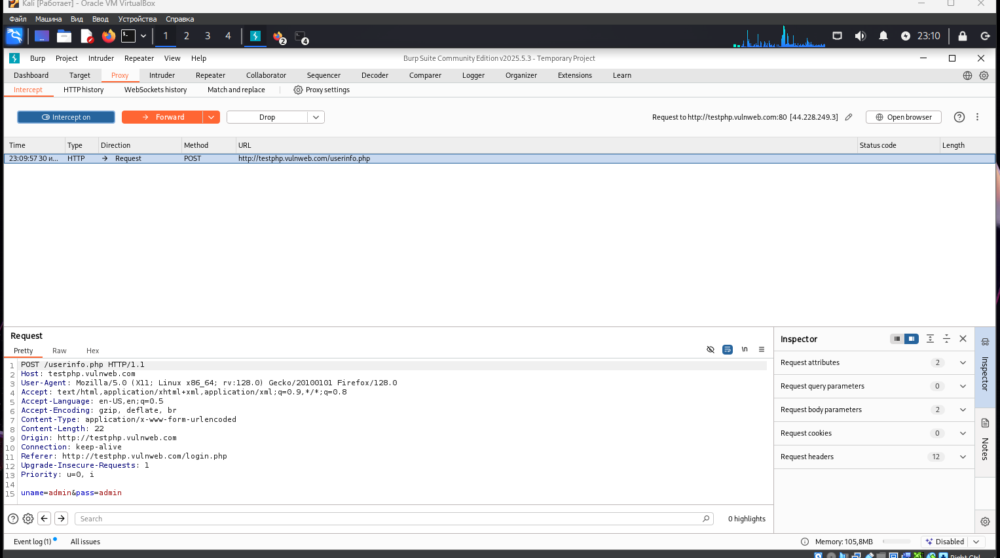 Kali [Работает] - Oracle VM VirtualBox
Файл Машина Вид Ввод Устройства Справка
1 2 3 4 2 4 23:10
Burp Project Intruder Repeater View Help Burp Suite Community Edition v2025.5.3 - Temporary Project
Dashboard Target Proxy Intruder Repeater Collaborator Sequencer Decoder Comparer Logger Organizer Extensions Learn
Intercept HTTP history WebSockets history Match and replace Proxy settings
Intercept on Forward Drop Request to http://testphp.vulnweb.com:80 [44.228.249.3] Open browser
Time Type Direction Method URL Status code Length
23:09:57 30 и... HTTP Request POST http://testphp.vulnweb.com/userinfo.php
Request
Pretty Raw Hex \n
1 POST /userinfo.php HTTP/1.1
2 Host: testphp.vulnweb.com
3 User-Agent: Mozilla/5.0 (X11; Linux x86_64; rv:128.0) Gecko/20100101 Firefox/128.0
4 Accept: text/html,application/xhtml+xml,application/xml;q=0.9,*/*;q=0.8
5 Accept-Language: en-US,en;q=0.5
6 Accept-Encoding: gzip, deflate, br
7 Content-Type: application/x-www-form-urlencoded
8 Content-Length: 22
9 Origin: http://testphp.vulnweb.com
10 Connection: keep-alive
11 Referer: http://testphp.vulnweb.com/login.php
12 Upgrade-Insecure-Requests: 1
13 Priority: u=0, i
14
15 uname=admin&pass=admin
Search 0 highlights
Inspector
Request attributes 2
Request query parameters 0
Request body parameters 2
Request cookies 0
Request headers 12
Inspector
Notes
Event log (1) All issues Memory: 105,8MB Disabled
Right Ctrl